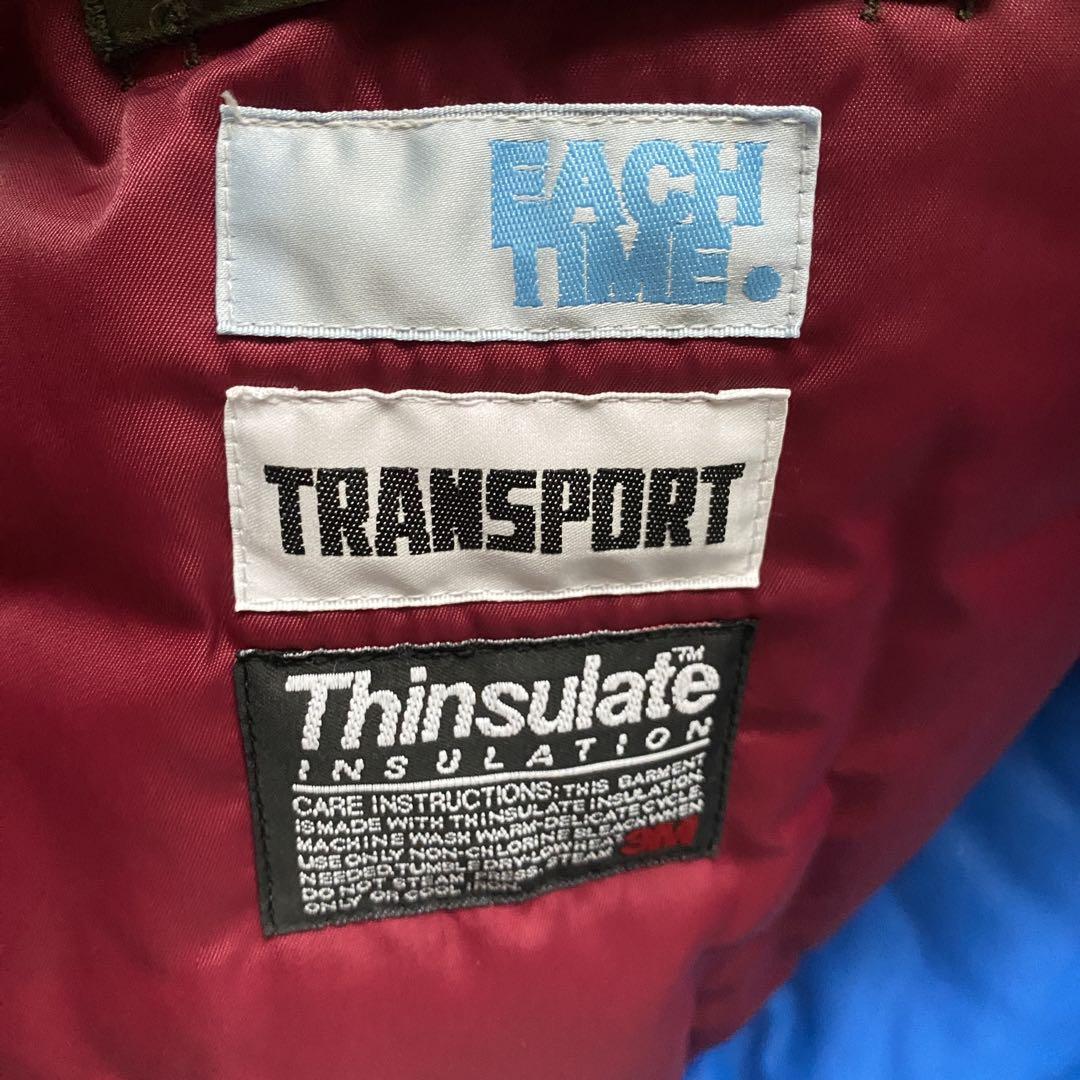 EACH
TIME.
TRANSPORT
Thinsulate™
INSULATION
CARE INSTRUCTIONS: THIS GARMENT
IS MADE WITH THINSULATE INSULATION.
MACHINE WASH WARM-DELICATE CYCLE
USE ONLY NON-CHLORINE BLEACH WHEN
NEEDED. TUMBLE DRY. LOW HEAT
DO NOT STEAM PRESS. STEAM
ONLY OR COOL IRON.
3M